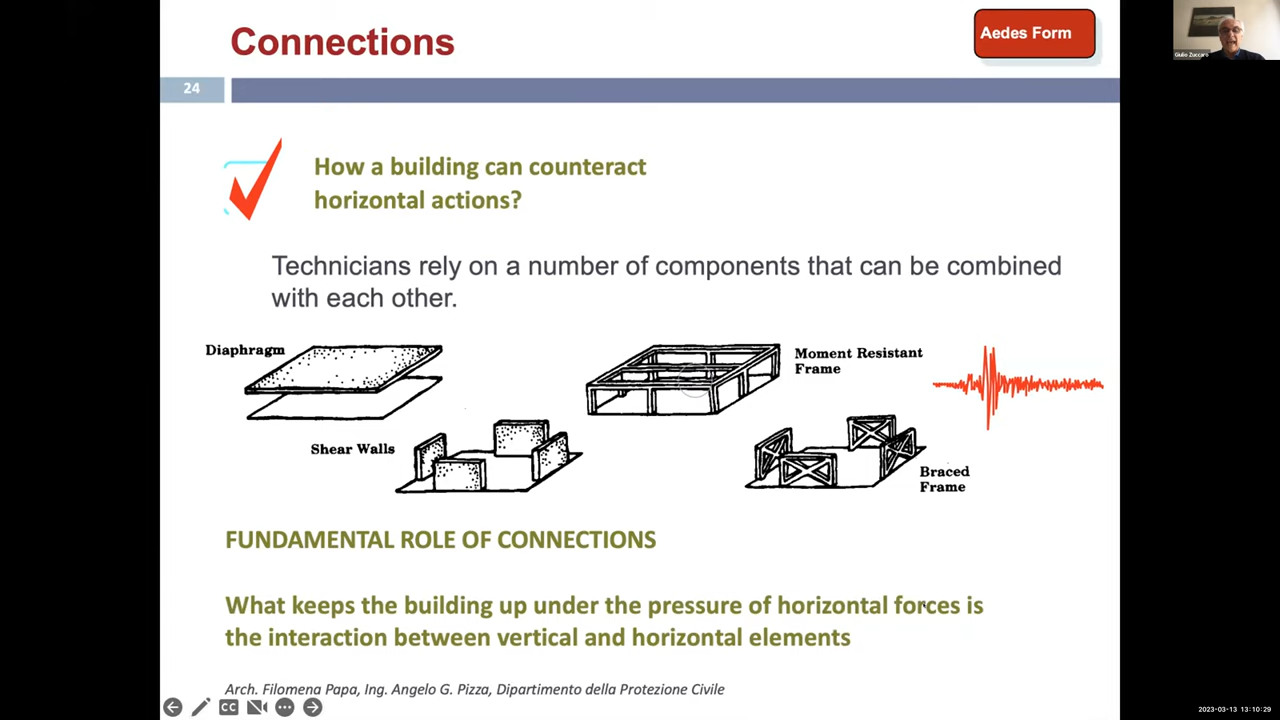 Connections
Aedes Form
Giulio Zuccaro
24
How a building can counteract
horizontal actions?
Technicians rely on a number of components that can be combined
with each other.
Diaphragm
Moment Resistant
Frame
Shear Walls
Braced
Frame
FUNDAMENTAL ROLE OF CONNECTIONS
What keeps the building up under the pressure of horizontal forces is
the interaction between vertical and horizontal elements
Arch. Filomena Papa, Ing. Angelo G. Pizza, Dipartimento della Protezione Civile
CC
2023-03-13 13:10:29